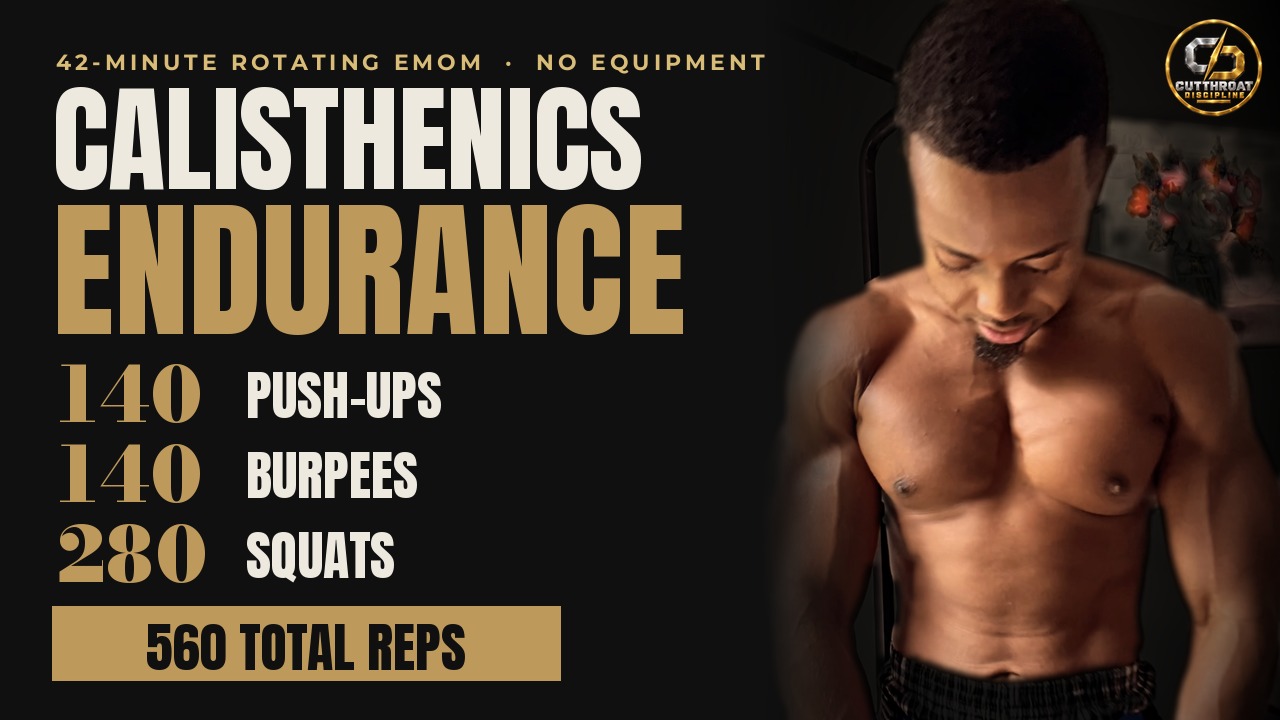 42-MINUTE ROTATING EMOM · NO EQUIPMENT
CALISTHENICS
ENDURANCE
140 PUSH-UPS
140 BURPEES
280 SQUATS
560 TOTAL REPS
CD
CUTTHROAT
DISCIPLINE